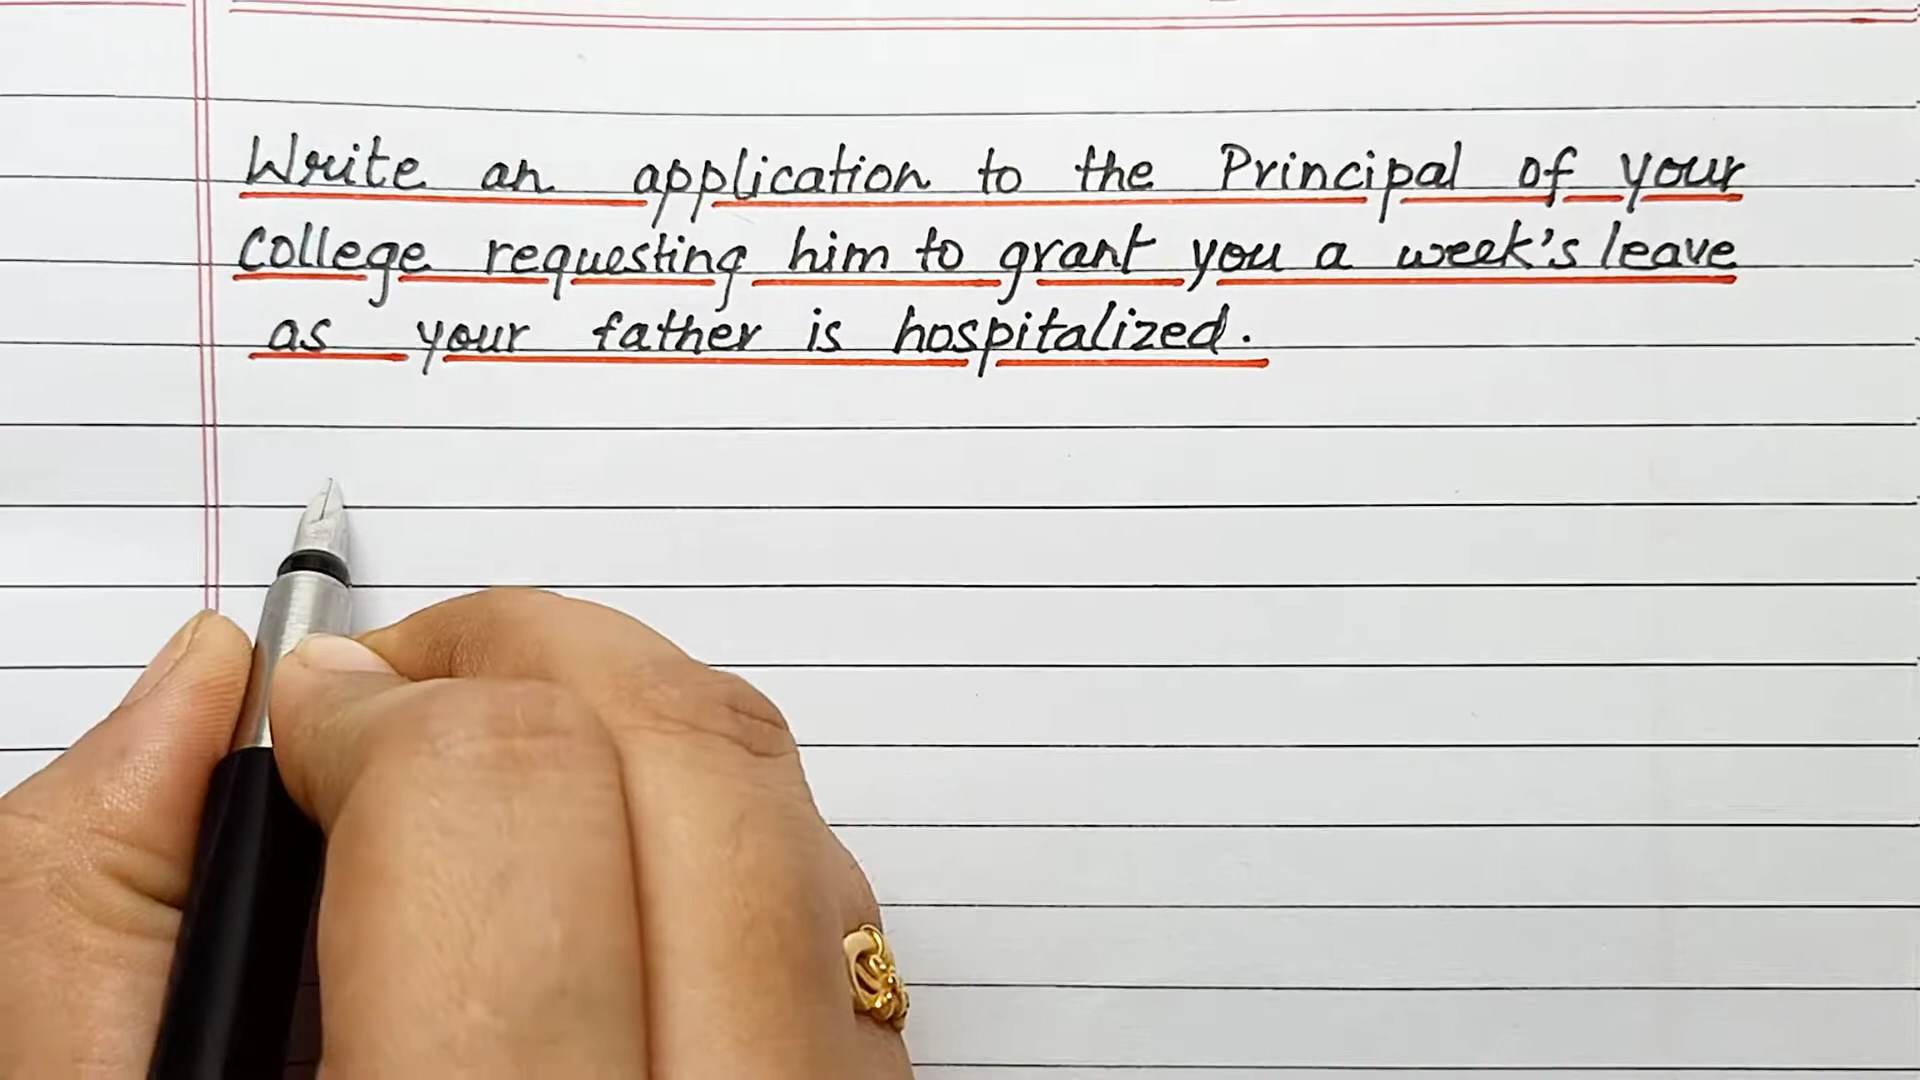 Write an application to the Principal of your
College requesting him to grant you a week's leave
as your father is hospitalized.